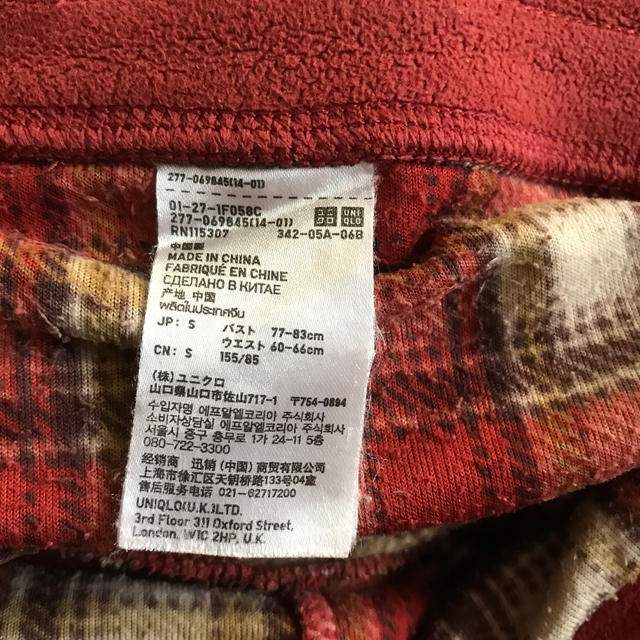 277-069845(14-01)
01-27-1F058C
277-069845(14-01)
ユニクロ UNIQLO
RN115307 342-05A-06B
中国製
MADE IN CHINA
FABRIQUÉ EN CHINE
СДЕЛАНО В КИТАЕ
产地 中国
ผลิตในประเทศจีน
JP: S バスト 77-83cm
ウエスト 60-66cm
CN: S 155/85
(株)ユニクロ
山口県山口市佐山717-1 〒754-0894
수입자명 에프알엘코리아 주식회사
소비자상담실 에프알엘코리아 주식회사
서울시 중구 충무로 1가 24-11 5층
080-722-3300
经销商 迅销(中国)商贸有限公司
上海市徐汇区天钥桥路133号04室
售后服务电话 021-62717200
UNIQLO(U.K.)LTD.
3rd Floor 311 Oxford Street,
London, W1C 2HP, U.K.